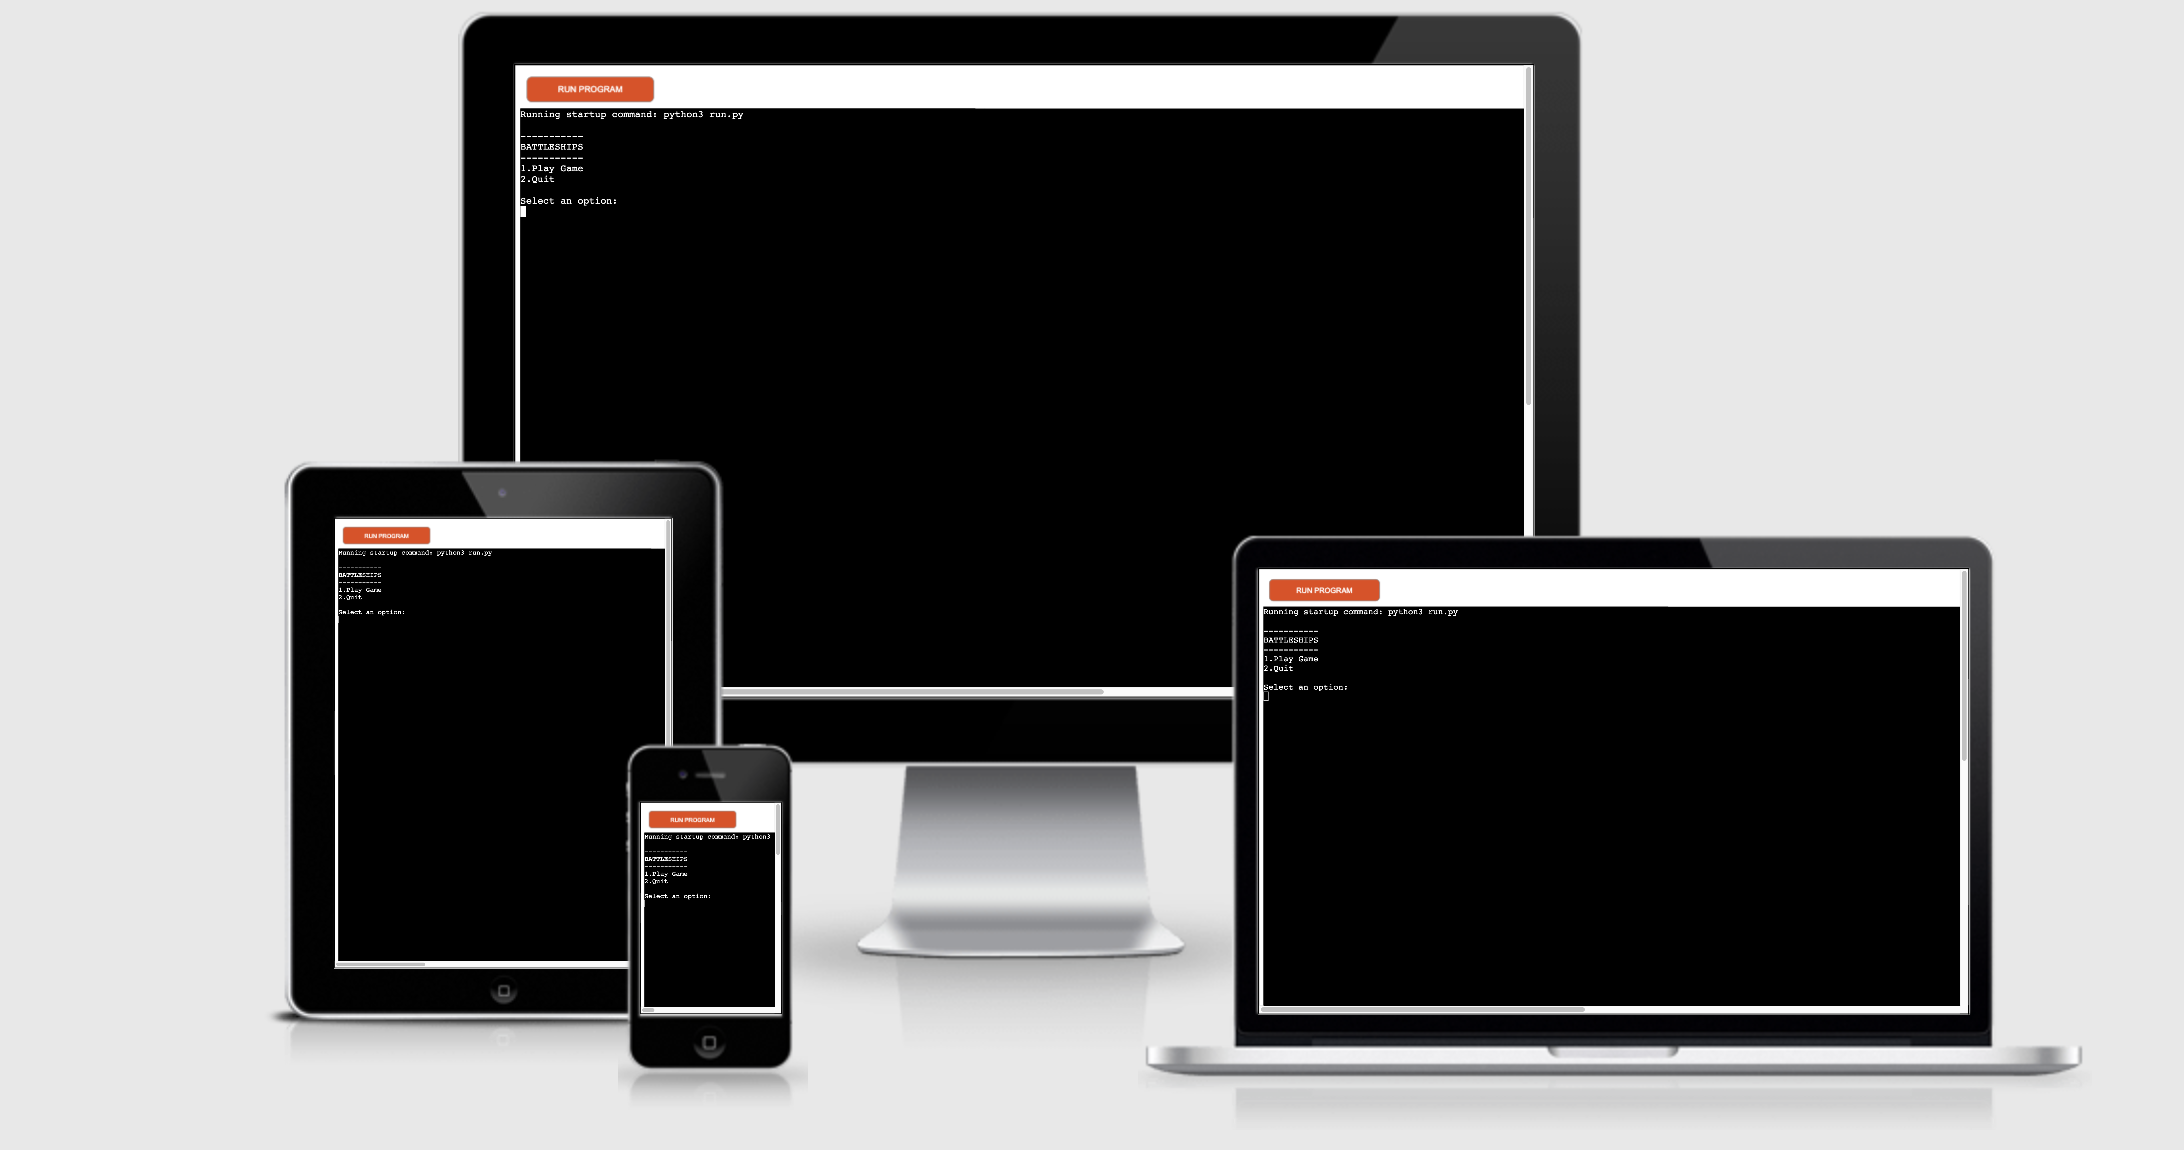 RUN PROGRAM
Running startup command: python3 run.py
-----------
BATTLESHIPS
-----------
1.Play Game
2.Quit
Select an option:
RUN PROGRAM
Running startup command: python3 run.py
-----------
BATTLESHIPS
-----------
1.Play Game
2.Quit
Select an option:
RUN PROGRAM
Running startup command: python3
-----------
BATTLESHIPS
-----------
1.Play Game
2.Quit
Select an option:
RUN PROGRAM
Running startup command: python3 run.py
-----------
BATTLESHIPS
-----------
1.Play Game
2.Quit
Select an option: